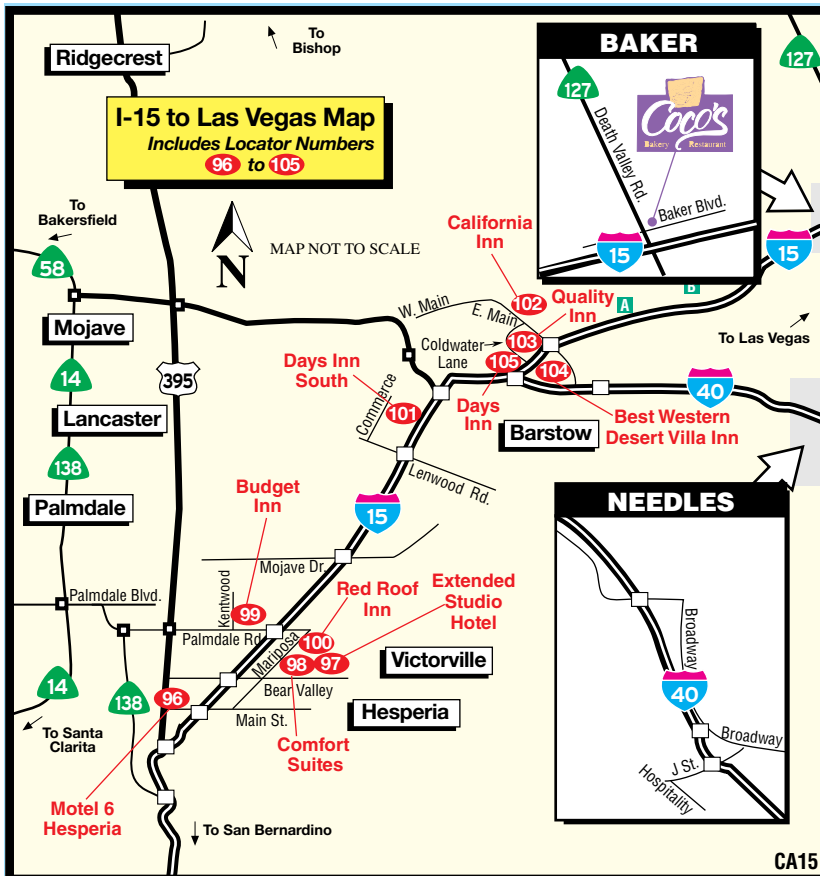 To
Bishop
Ridgecrest
I-15 to Las Vegas Map
Includes Locator Numbers
96 to 105
BAKER
127
127
Death Valley Rd.
Coco's
Bakery Restaurant
Baker Blvd.
15
15
To
Bakersfield
58
N
MAP NOT TO SCALE
California
Inn
102
W. Main
E. Main
Quality
Inn
103
A
B
To Las Vegas
Mojave
Coldwater
Lane
105
104
Days Inn
South
395
14
101
Commerce
Days
Inn
40
Best Western
Desert Villa Inn
Barstow
Lancaster
138
Lenwood Rd.
Palmdale
Budget
Inn
15
NEEDLES
Mojave Dr.
Red Roof
Inn
Extended
Studio
Hotel
Palmdale Blvd.
Kentwood
99
Palmdale Rd.
Mariposa
100
98
97
Victorville
Broadway
40
14
138
96
Bear Valley
Main St.
Hesperia
To Santa
Clarita
Comfort
Suites
Broadway
J St.
Hospitality
Motel 6
Hesperia
To San Bernardino
CA15